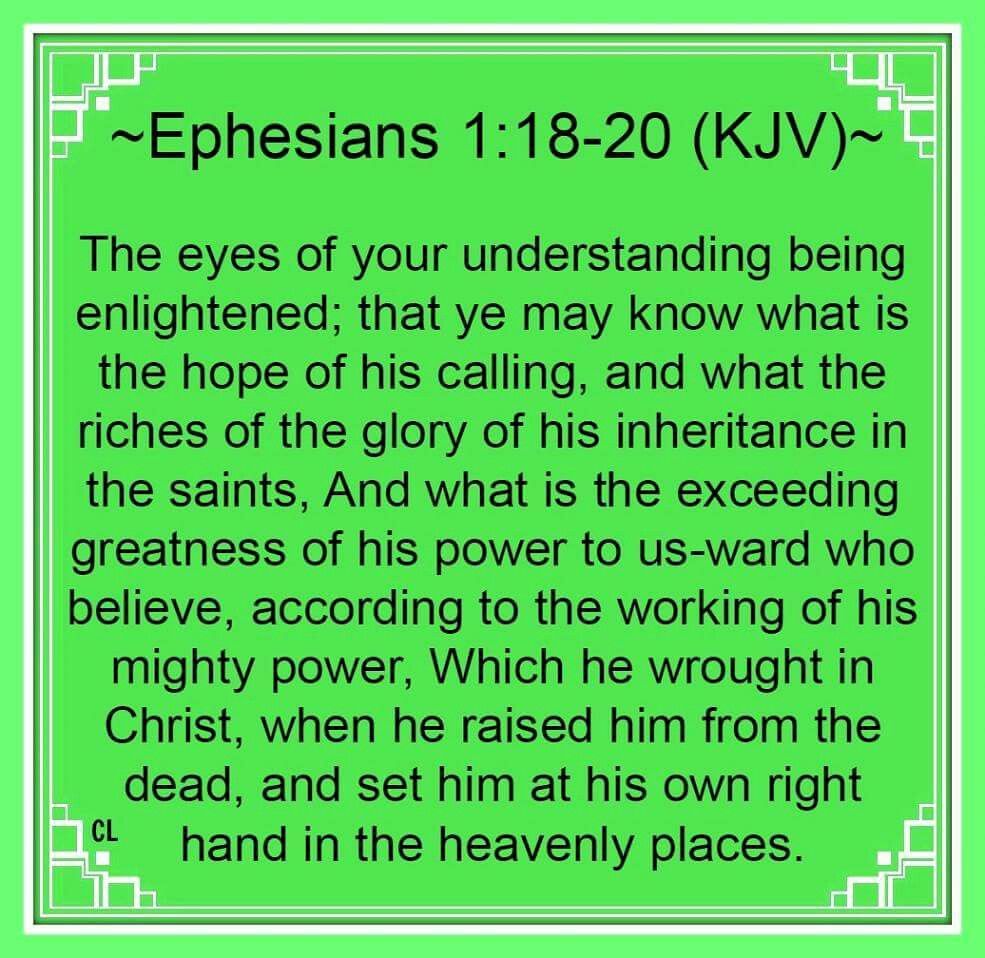 ~Ephesians 1:18-20 (KJV)~
The eyes of your understanding being
enlightened; that ye may know what is
the hope of his calling, and what the
riches of the glory of his inheritance in
the saints, And what is the exceeding
greatness of his power to us-ward who
believe, according to the working of his
mighty power, Which he wrought in
Christ, when he raised him from the
dead, and set him at his own right
hand in the heavenly places.
CL